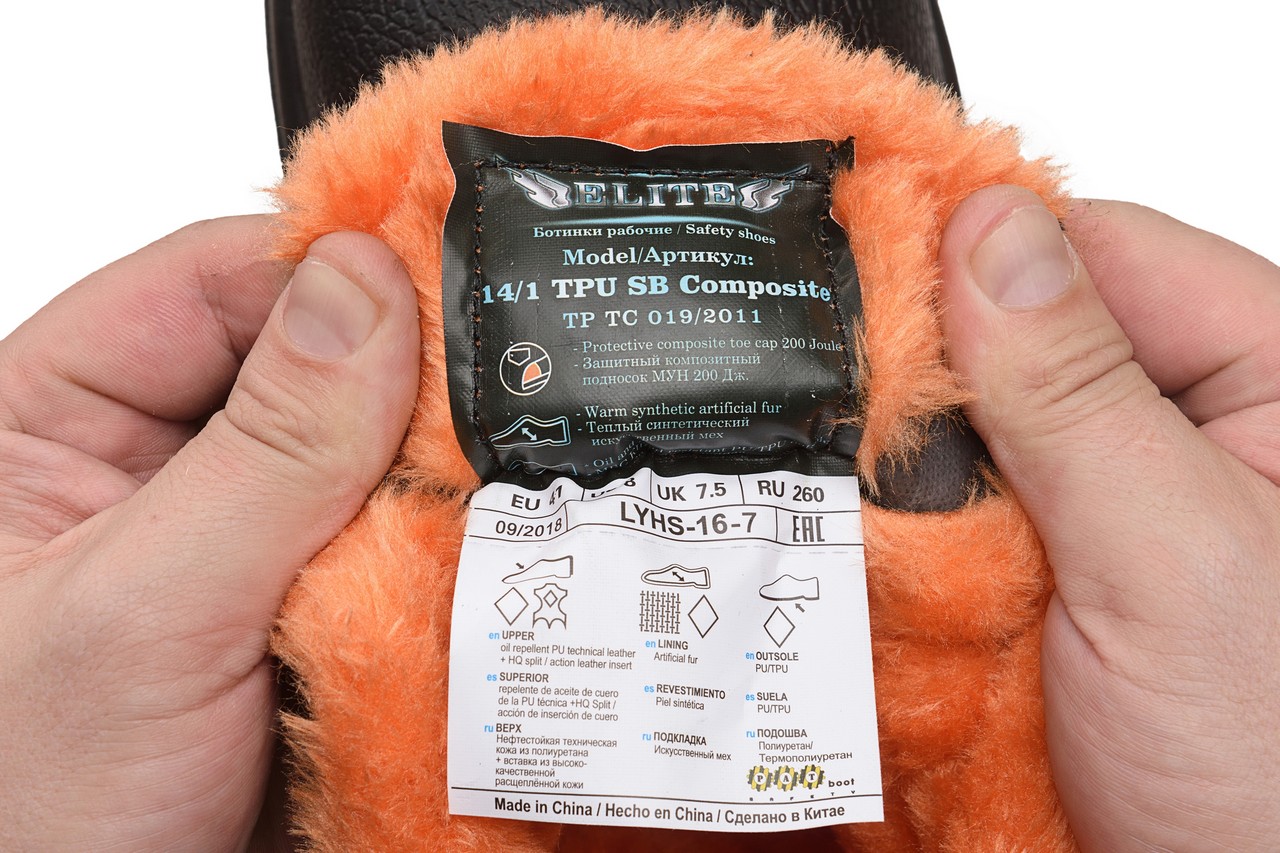 ELITE
Ботинки рабочие / Safety shoes
Model/Артикул:
14/1 TPU SB Composite
ТР ТС 019/2011
- Protective composite toe cap 200 Joule
- Защитный композитный
подносок МУН 200 Дж.
- Warm synthetic artificial fur
- Теплый синтетический
искусственный мех
- Oil and
EU 41 US 8 UK 7.5 RU 260
09/2018 LYHS-16-7 EAC
en UPPER
oil repellent PU technical leather
+ HQ split / action leather insert
es SUPERIOR
repelente de aceite de cuero
de la PU técnica +HQ Split /
acción de inserción de cuero
ru ВЕРХ
Нефтестойкая техническая
кожа из полиуретана
+ вставка из высоко-
качественной
расщеплённой кожи
en LINING
Artificial fur
es REVESTIMIENTO
Piel sintética
ru ПОДКЛАДКА
Искусственный мех
en OUTSOLE
PU/TPU
es SUELA
PU/TPU
ru ПОДОШВА
Полиуретан/
Термополиуретан
PAT boot
SAFETY
Made in China / Hecho en China / Сделано в Китае